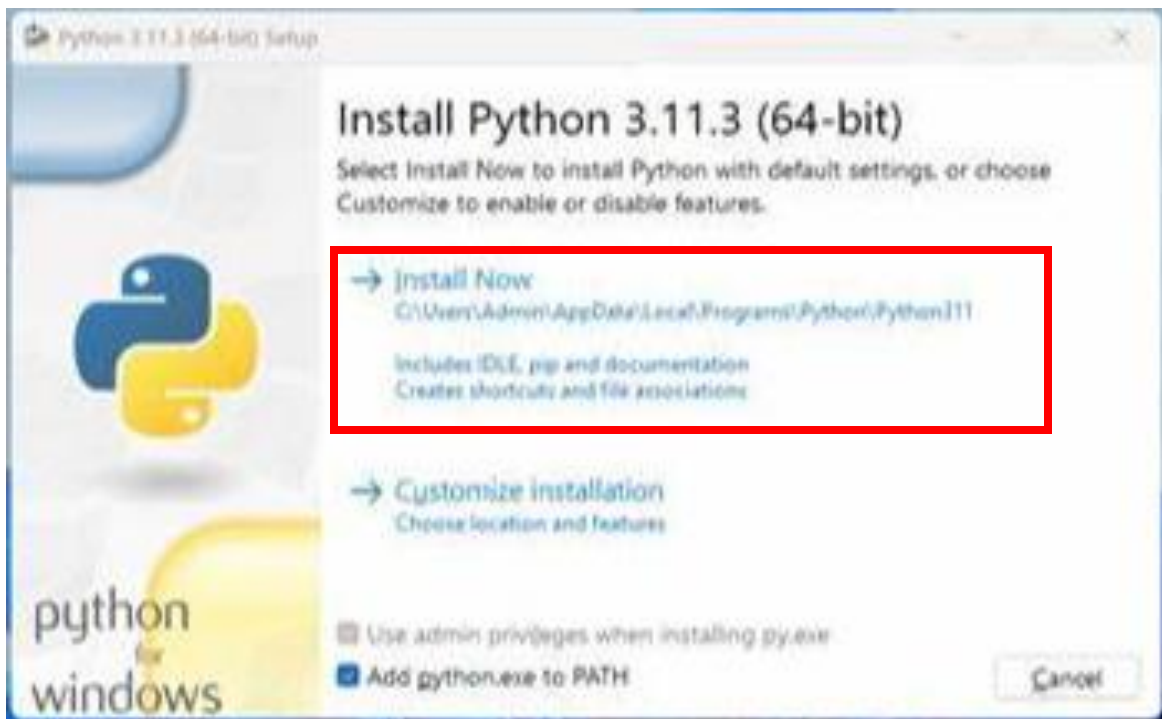 Python 3.11.3 (64-bit) Setup
Install Python 3.11.3 (64-bit)
Select Install Now to install Python with default settings, or choose
Customize to enable or disable features.
Install Now
C:\Users\Admin\AppData\Local\Programs\Python\Python311
Includes IDLE, pip and documentation
Creates shortcuts and file associations
Customize installation
Choose location and features
Use admin privileges when installing py.exe
Add python.exe to PATH
Cancel
python
for
windows